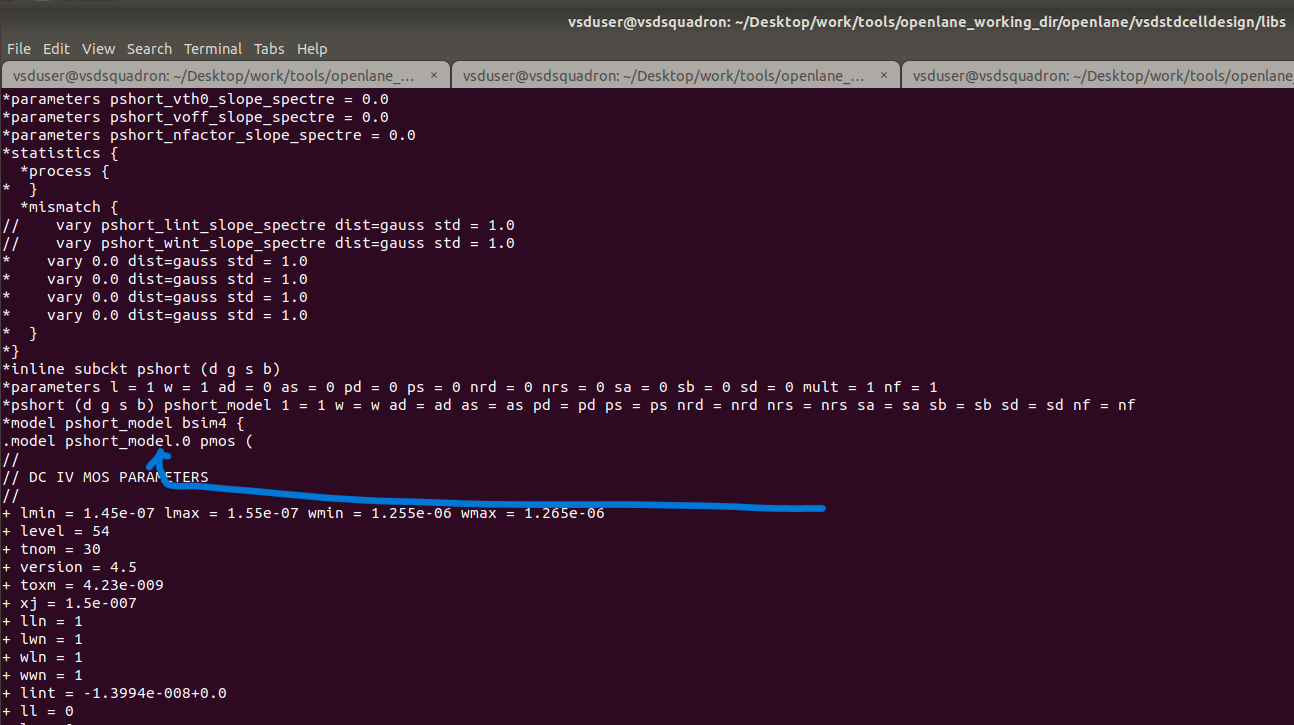 vsduser@vsdsquadron: ~/Desktop/work/tools/openlane_working_dir/openlane/vsdstdcelldesign/libs
File Edit View Search Terminal Tabs Help
vsduser@vsdsquadron: ~/Desktop/work/tools/openlane_... × vsduser@vsdsquadron: ~/Desktop/work/tools/openlane_... × vsduser@vsdsquadron: ~/Desktop/work/tools/openlane
*parameters pshort_vth0_slope_spectre = 0.0
*parameters pshort_voff_slope_spectre = 0.0
*parameters pshort_nfactor_slope_spectre = 0.0
*statistics {
  *process {
*  }
  *mismatch {
//    vary pshort_lint_slope_spectre dist=gauss std = 1.0
//    vary pshort_wint_slope_spectre dist=gauss std = 1.0
*    vary 0.0 dist=gauss std = 1.0
*    vary 0.0 dist=gauss std = 1.0
*    vary 0.0 dist=gauss std = 1.0
*    vary 0.0 dist=gauss std = 1.0
*  }
*}
*inline subckt pshort (d g s b)
*parameters l = 1 w = 1 ad = 0 as = 0 pd = 0 ps = 0 nrd = 0 nrs = 0 sa = 0 sb = 0 sd = 0 mult = 1 nf = 1
*pshort (d g s b) pshort_model l = 1 w = w ad = ad as = as pd = pd ps = ps nrd = nrd nrs = nrs sa = sa sb = sb sd = sd nf = nf
*model pshort_model bsim4 {
.model pshort_model.0 pmos (
//
// DC IV MOS PARAMETERS
//
+ lmin = 1.45e-07 lmax = 1.55e-07 wmin = 1.255e-06 wmax = 1.265e-06
+ level = 54
+ tnom = 30
+ version = 4.5
+ toxm = 4.23e-009
+ xj = 1.5e-007
+ lln = 1
+ lwn = 1
+ wln = 1
+ wwn = 1
+ lint = -1.3994e-008+0.0
+ ll = 0